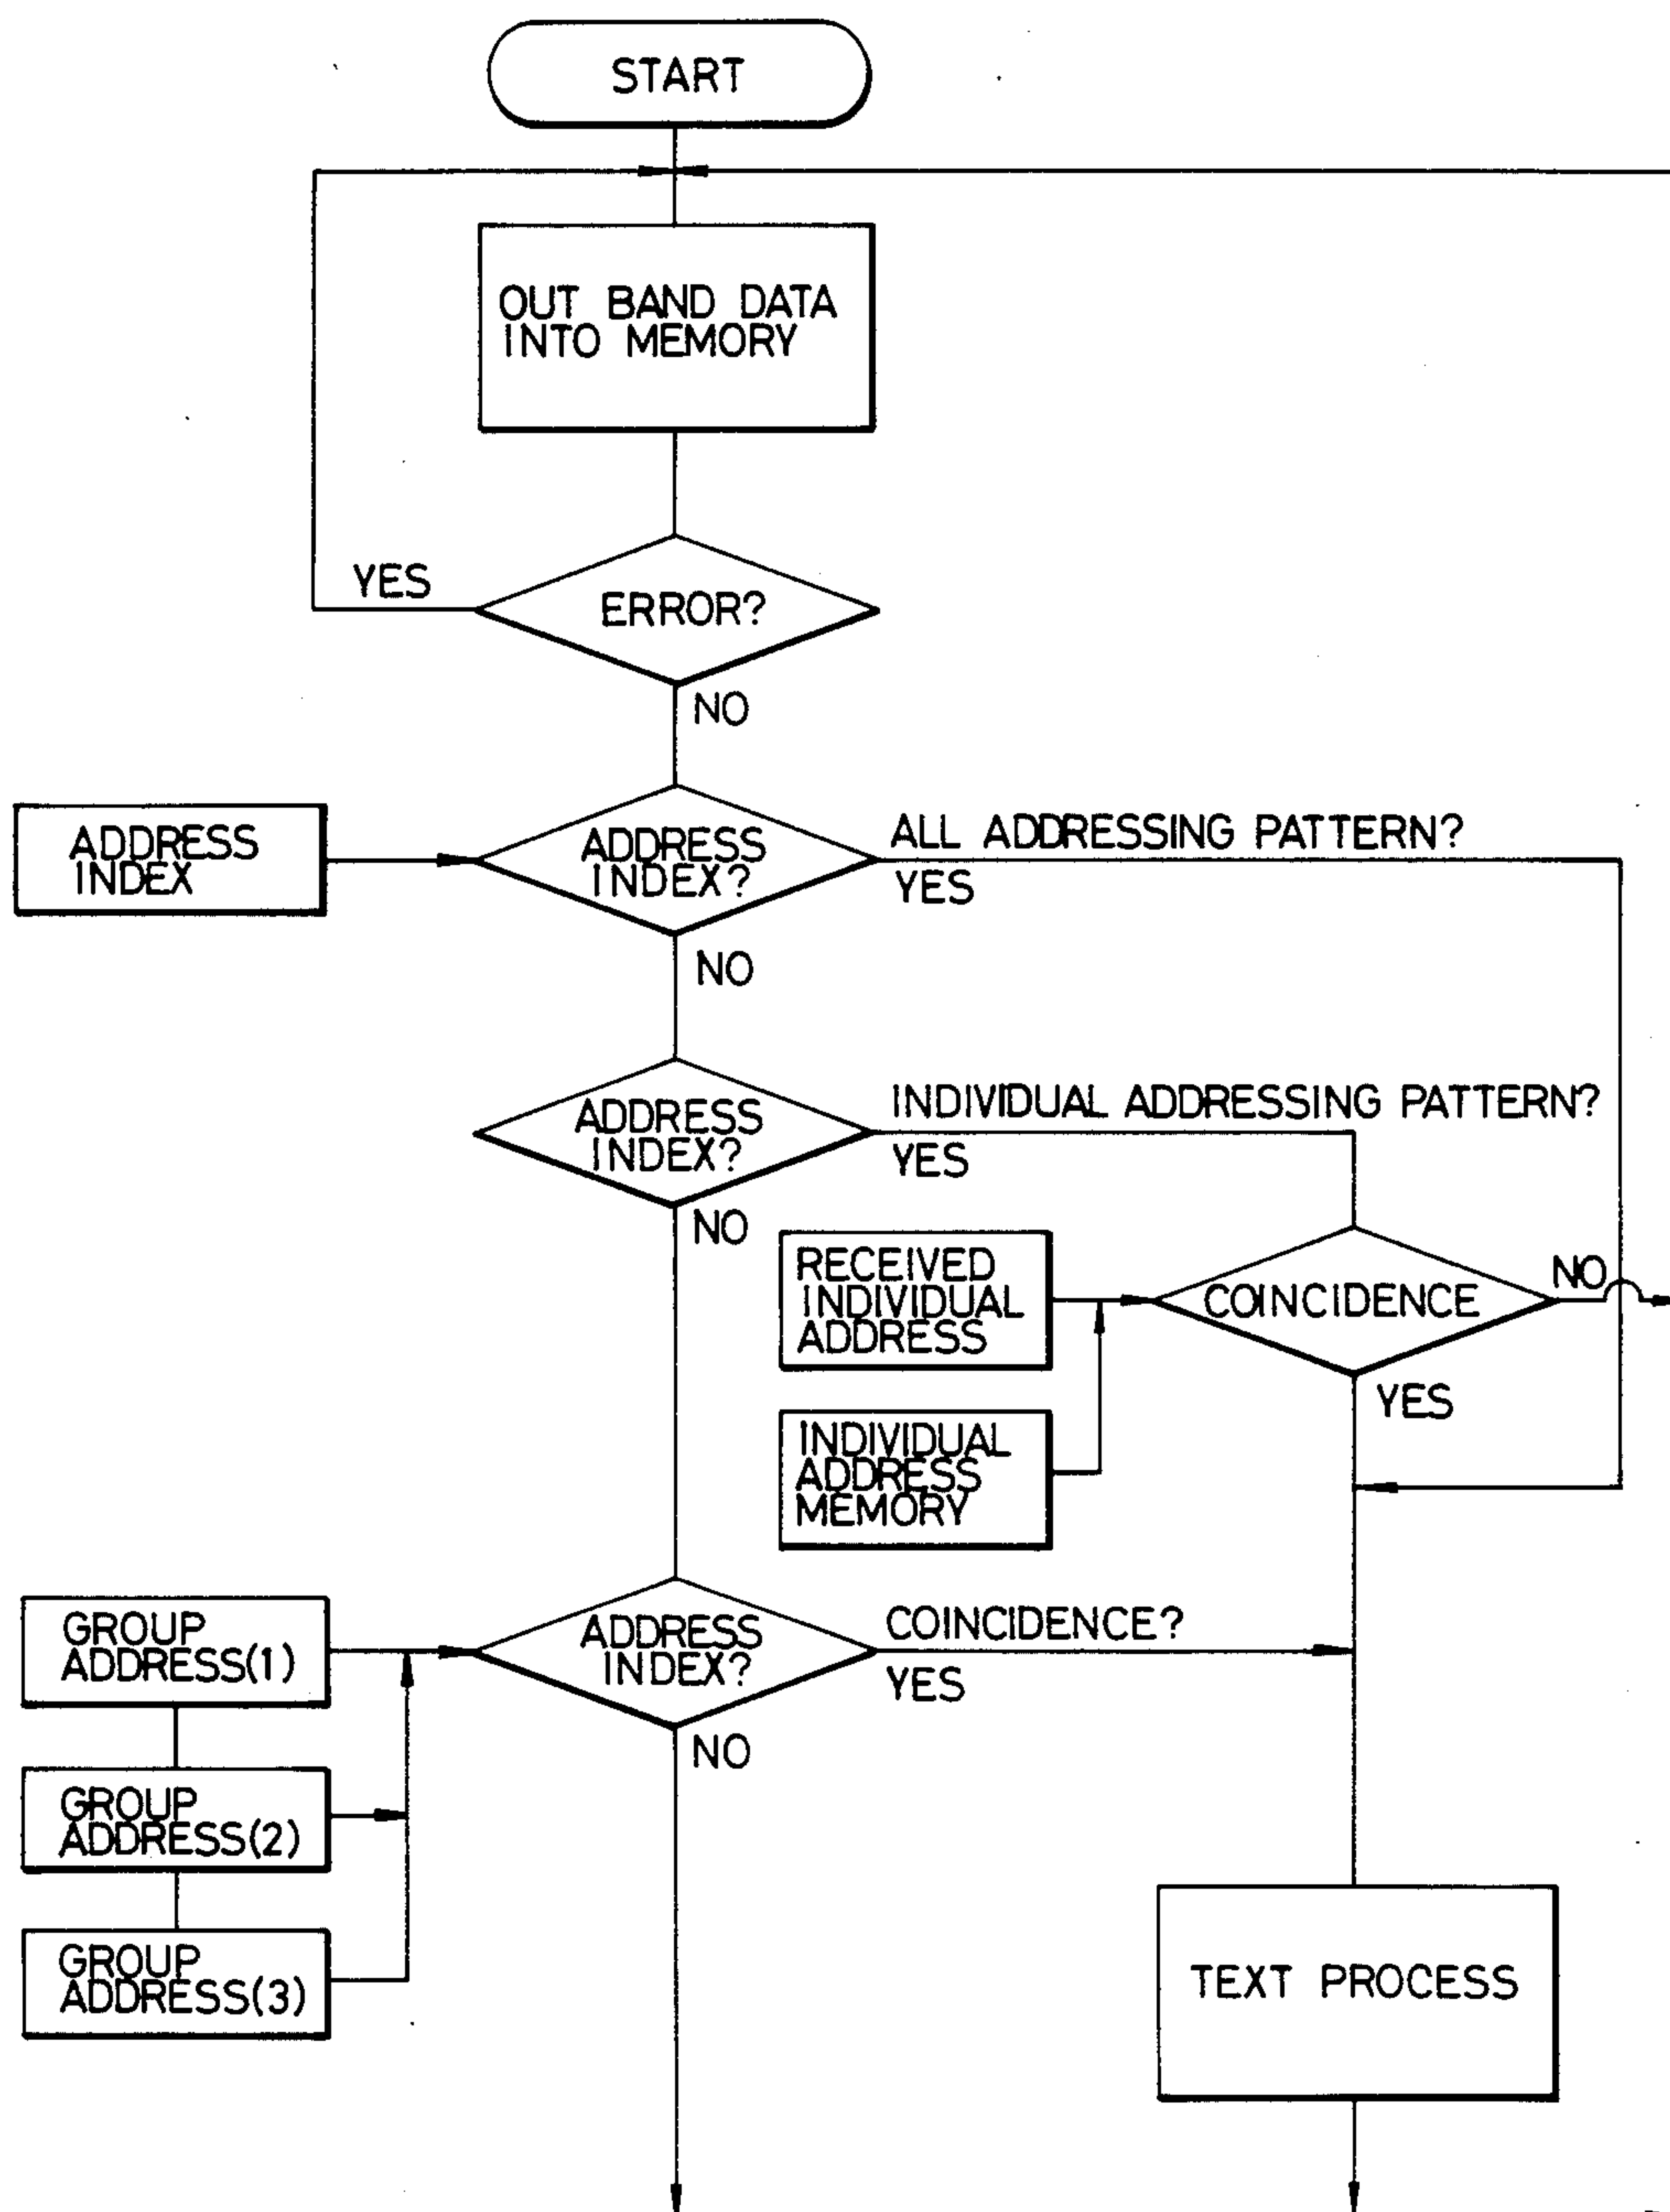 START
OUT BAND DATA
INTO MEMORY
YES
ERROR?
NO
ADDRESS
INDEX
ADDRESS
INDEX?
ALL ADDRESSING PATTERN?
YES
NO
ADDRESS
INDEX?
INDIVIDUAL ADDRESSING PATTERN?
YES
NO
RECEIVED
INDIVIDUAL
ADDRESS
COINCIDENCE
NO
YES
INDIVIDUAL
ADDRESS
MEMORY
GROUP
ADDRESS(1)
ADDRESS
INDEX?
COINCIDENCE?
YES
NO
GROUP
ADDRESS(2)
GROUP
ADDRESS(3)
TEXT PROCESS